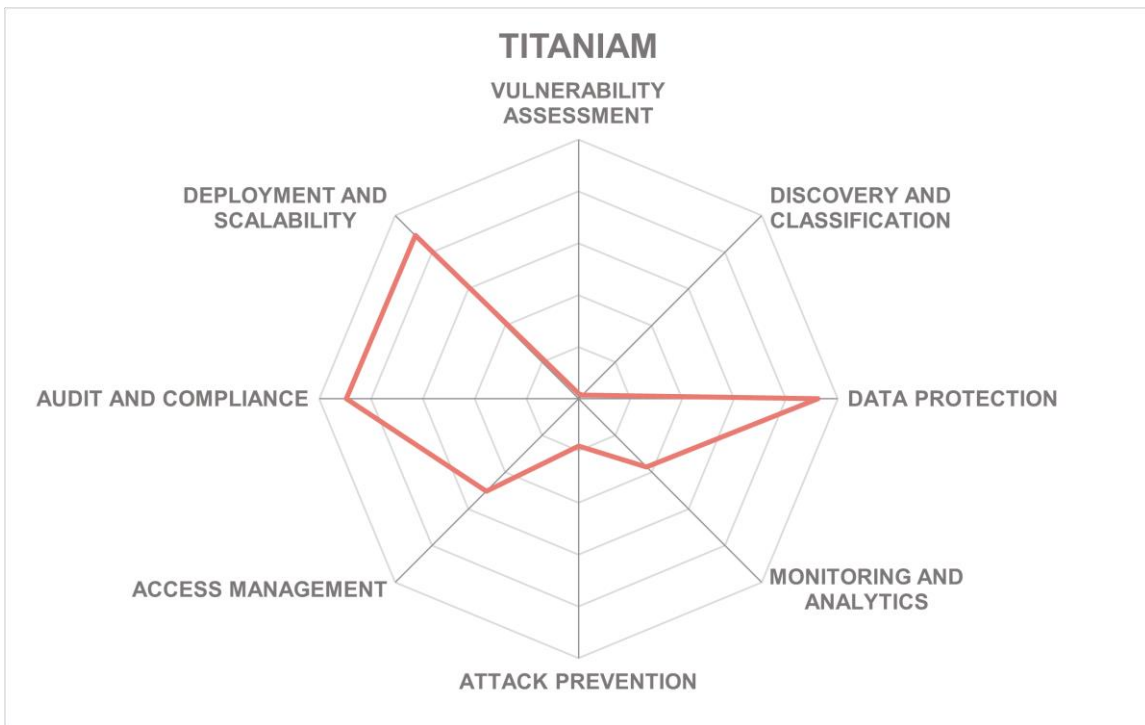 TITANIAM
VULNERABILITY
ASSESSMENT
DEPLOYMENT AND
SCALABILITY
DISCOVERY AND
CLASSIFICATION
AUDIT AND COMPLIANCE
DATA PROTECTION
ACCESS MANAGEMENT
MONITORING AND
ANALYTICS
ATTACK PREVENTION